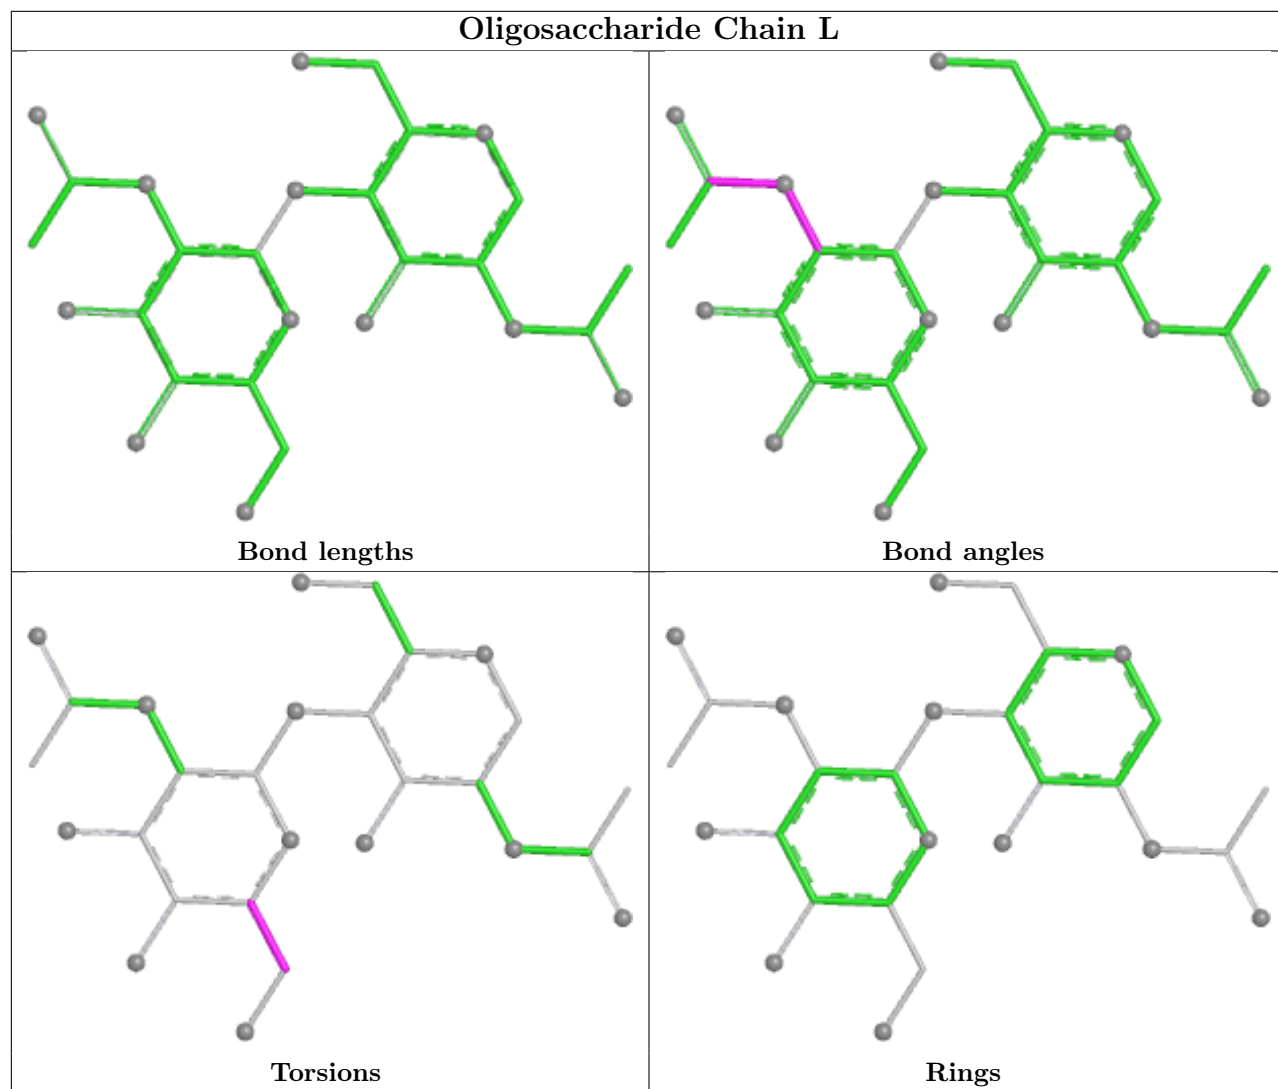 Oligosaccharide Chain L
Bond lengths
Bond angles
Torsions
Rings